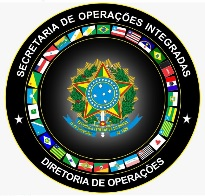 SECRETARIA DE OPERAÇÕES INTEGRADAS
DIRETORIA DE OPERAÇÕES